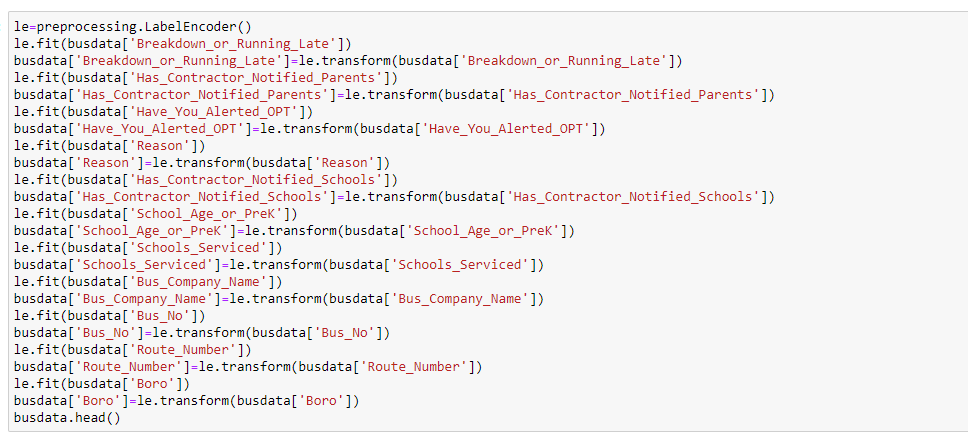 le=preprocessing.LabelEncoder()
le.fit(busdata['Breakdown_or_Running_Late'])
busdata['Breakdown_or_Running_Late']=le.transform(busdata['Breakdown_or_Running_Late'])
le.fit(busdata['Has_Contractor_Notified_Parents'])
busdata['Has_Contractor_Notified_Parents']=le.transform(busdata['Has_Contractor_Notified_Parents'])
le.fit(busdata['Have_You_Alerted_OPT'])
busdata['Have_You_Alerted_OPT']=le.transform(busdata['Have_You_Alerted_OPT'])
le.fit(busdata['Reason'])
busdata['Reason']=le.transform(busdata['Reason'])
le.fit(busdata['Has_Contractor_Notified_Schools'])
busdata['Has_Contractor_Notified_Schools']=le.transform(busdata['Has_Contractor_Notified_Schools'])
le.fit(busdata['School_Age_or_PreK'])
busdata['School_Age_or_PreK']=le.transform(busdata['School_Age_or_PreK'])
le.fit(busdata['Schools_Serviced'])
busdata['Schools_Serviced']=le.transform(busdata['Schools_Serviced'])
le.fit(busdata['Bus_Company_Name'])
busdata['Bus_Company_Name']=le.transform(busdata['Bus_Company_Name'])
le.fit(busdata['Bus_No'])
busdata['Bus_No']=le.transform(busdata['Bus_No'])
le.fit(busdata['Route_Number'])
busdata['Route_Number']=le.transform(busdata['Route_Number'])
le.fit(busdata['Boro'])
busdata['Boro']=le.transform(busdata['Boro'])
busdata.head()